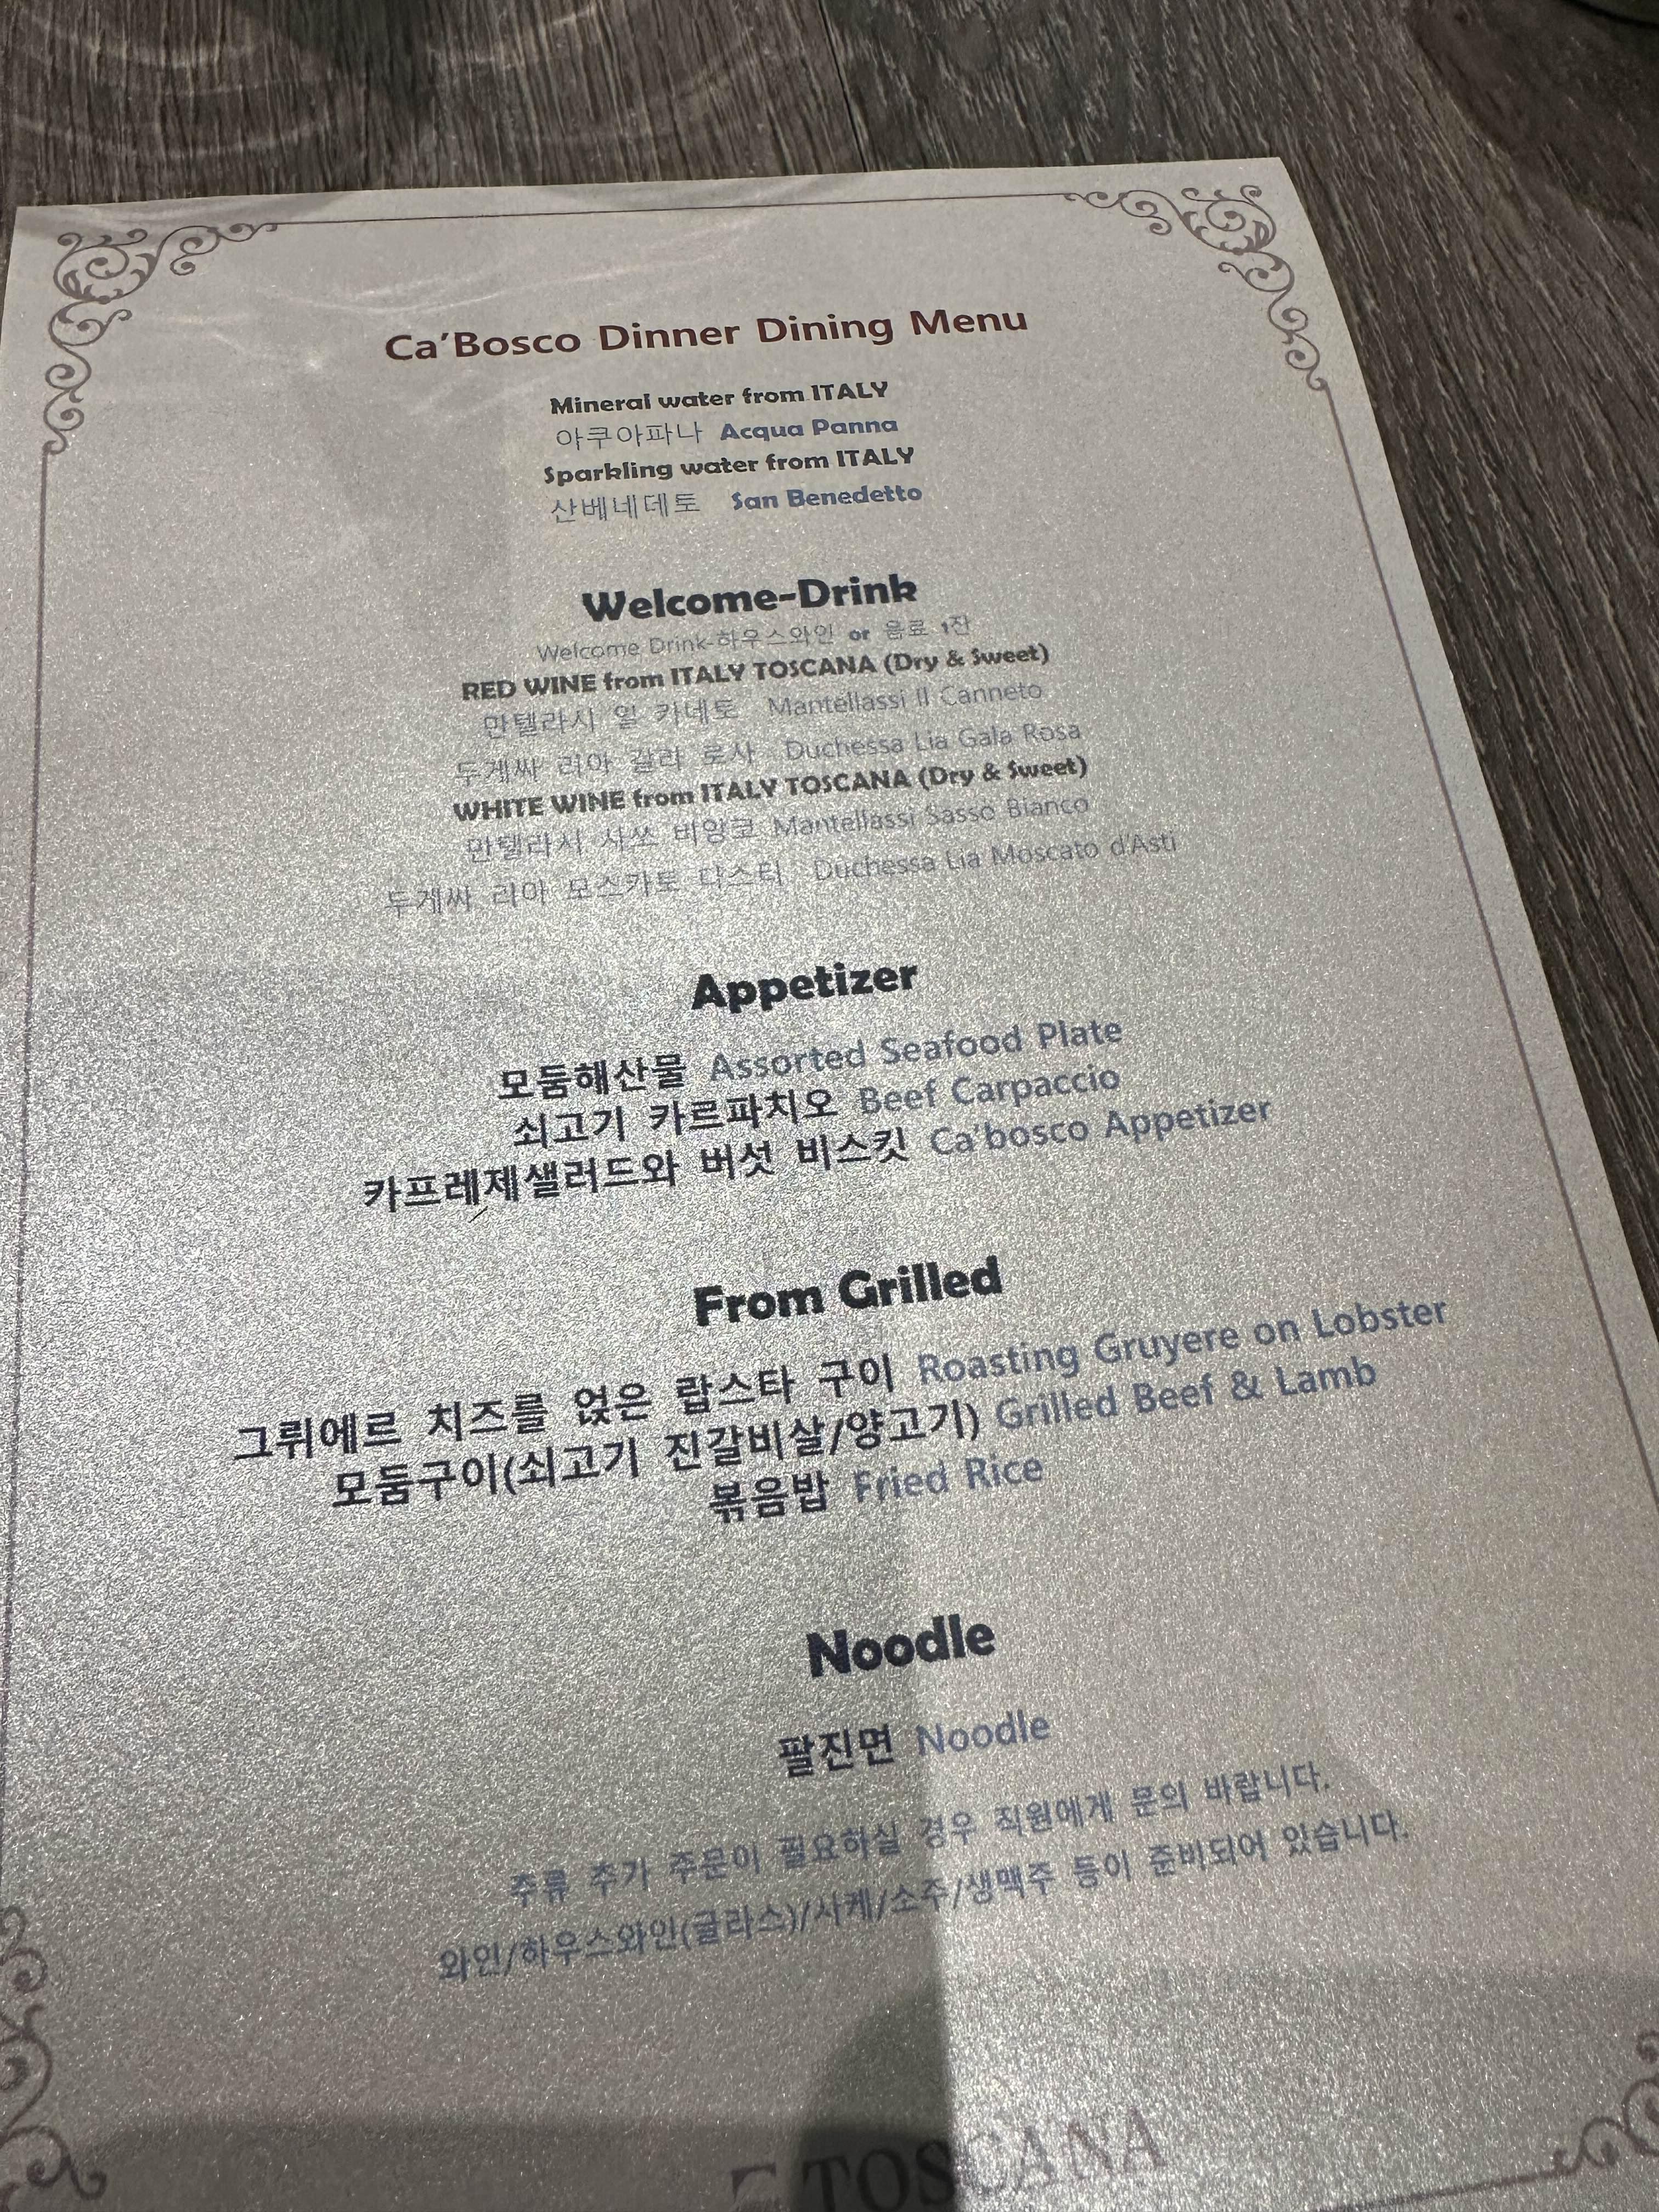 Ca'Bosco Dinner Dining Menu
Mineral water from ITALY
아쿠아파나 Acqua Panna
Sparkling water from ITALY
산베네데토 San Benedetto
Welcome-Drink
Welcome Drink-하우스와인 or 음료 1잔
RED WINE from ITALY TOSCANA (Dry & Sweet)
만텔라시 일 카네토 Mantellassi Il Canneto
두게싸 리아 갈라 로사 Duchessa Lia Gala Rosa
WHITE WINE from ITALY TOSCANA (Dry & Sweet)
만텔라시 사쏘 비앙코 Mantellassi Sasso Bianco
두게싸 리아 모스카토 다스티 Duchessa Lia Moscato d'Asti
Appetizer
모둠해산물 Assorted Seafood Plate
쇠고기 카르파치오 Beef Carpaccio
카프레제샐러드와 버섯 비스킷 Ca'bosco Appetizer
From Grilled
그뤼에르 치즈를 얹은 랍스타 구이 Roasting Gruyere on Lobster
모둠구이(쇠고기 진갈비살/양고기) Grilled Beef & Lamb
볶음밥 Fried Rice
Noodle
팔진면 Noodle
주류 추가 주문이 필요하실 경우 직원에게 문의 바랍니다.
와인/하우스와인(글라스)/사케/소주/생맥주 등이 준비되어 있습니다.
TOSCANA